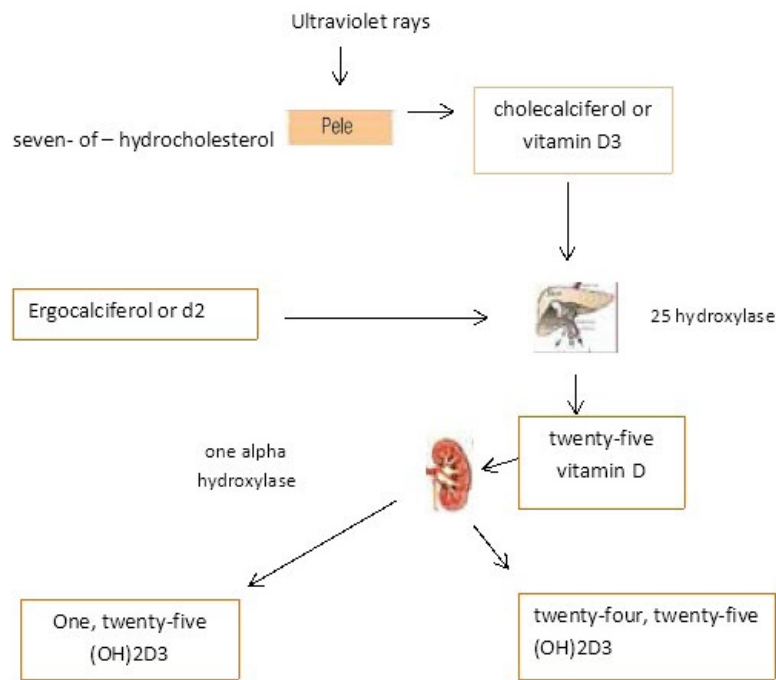 Ultraviolet rays
Pele
seven- of – hydrocholesterol
cholecalciferol or
vitamin D3
Ergocalciferol or d2
25 hydroxylase
twenty-five
vitamin D
one alpha
hydroxylase
One, twenty-five
(OH)2D3
twenty-four, twenty-five
(OH)2D3